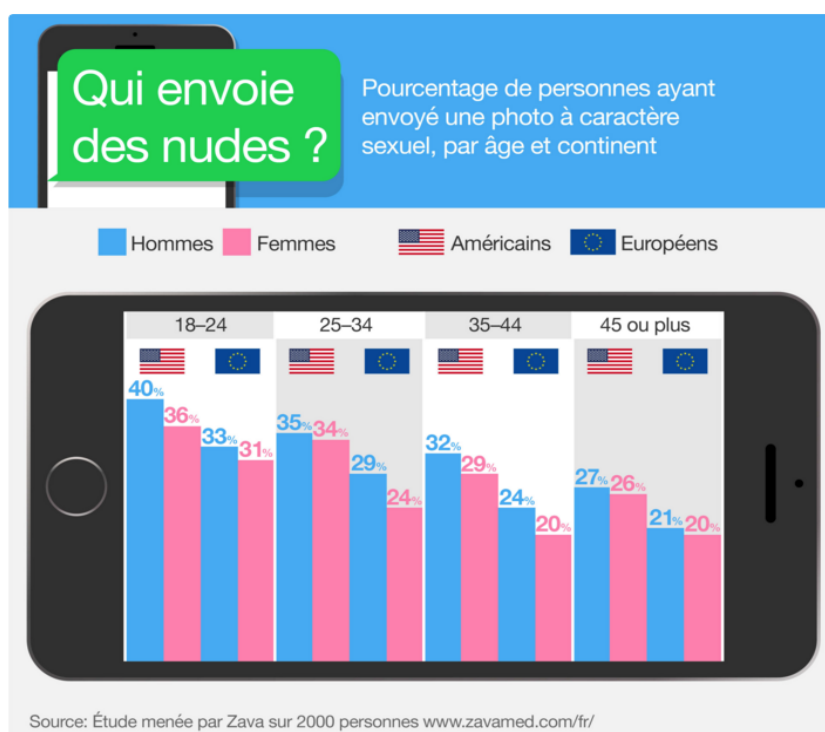 Qui envoie
des nudes ?
Pourcentage de personnes ayant
envoyé une photo à caractère
sexuel, par âge et continent
Hommes Femmes Américains Européens
18–24 25–34 35–44 45 ou plus
40% 36% 33% 31% 35% 34% 29% 24% 32% 29% 24% 20% 27% 26% 21% 20%
Source: Étude menée par Zava sur 2000 personnes www.zavamed.com/fr/